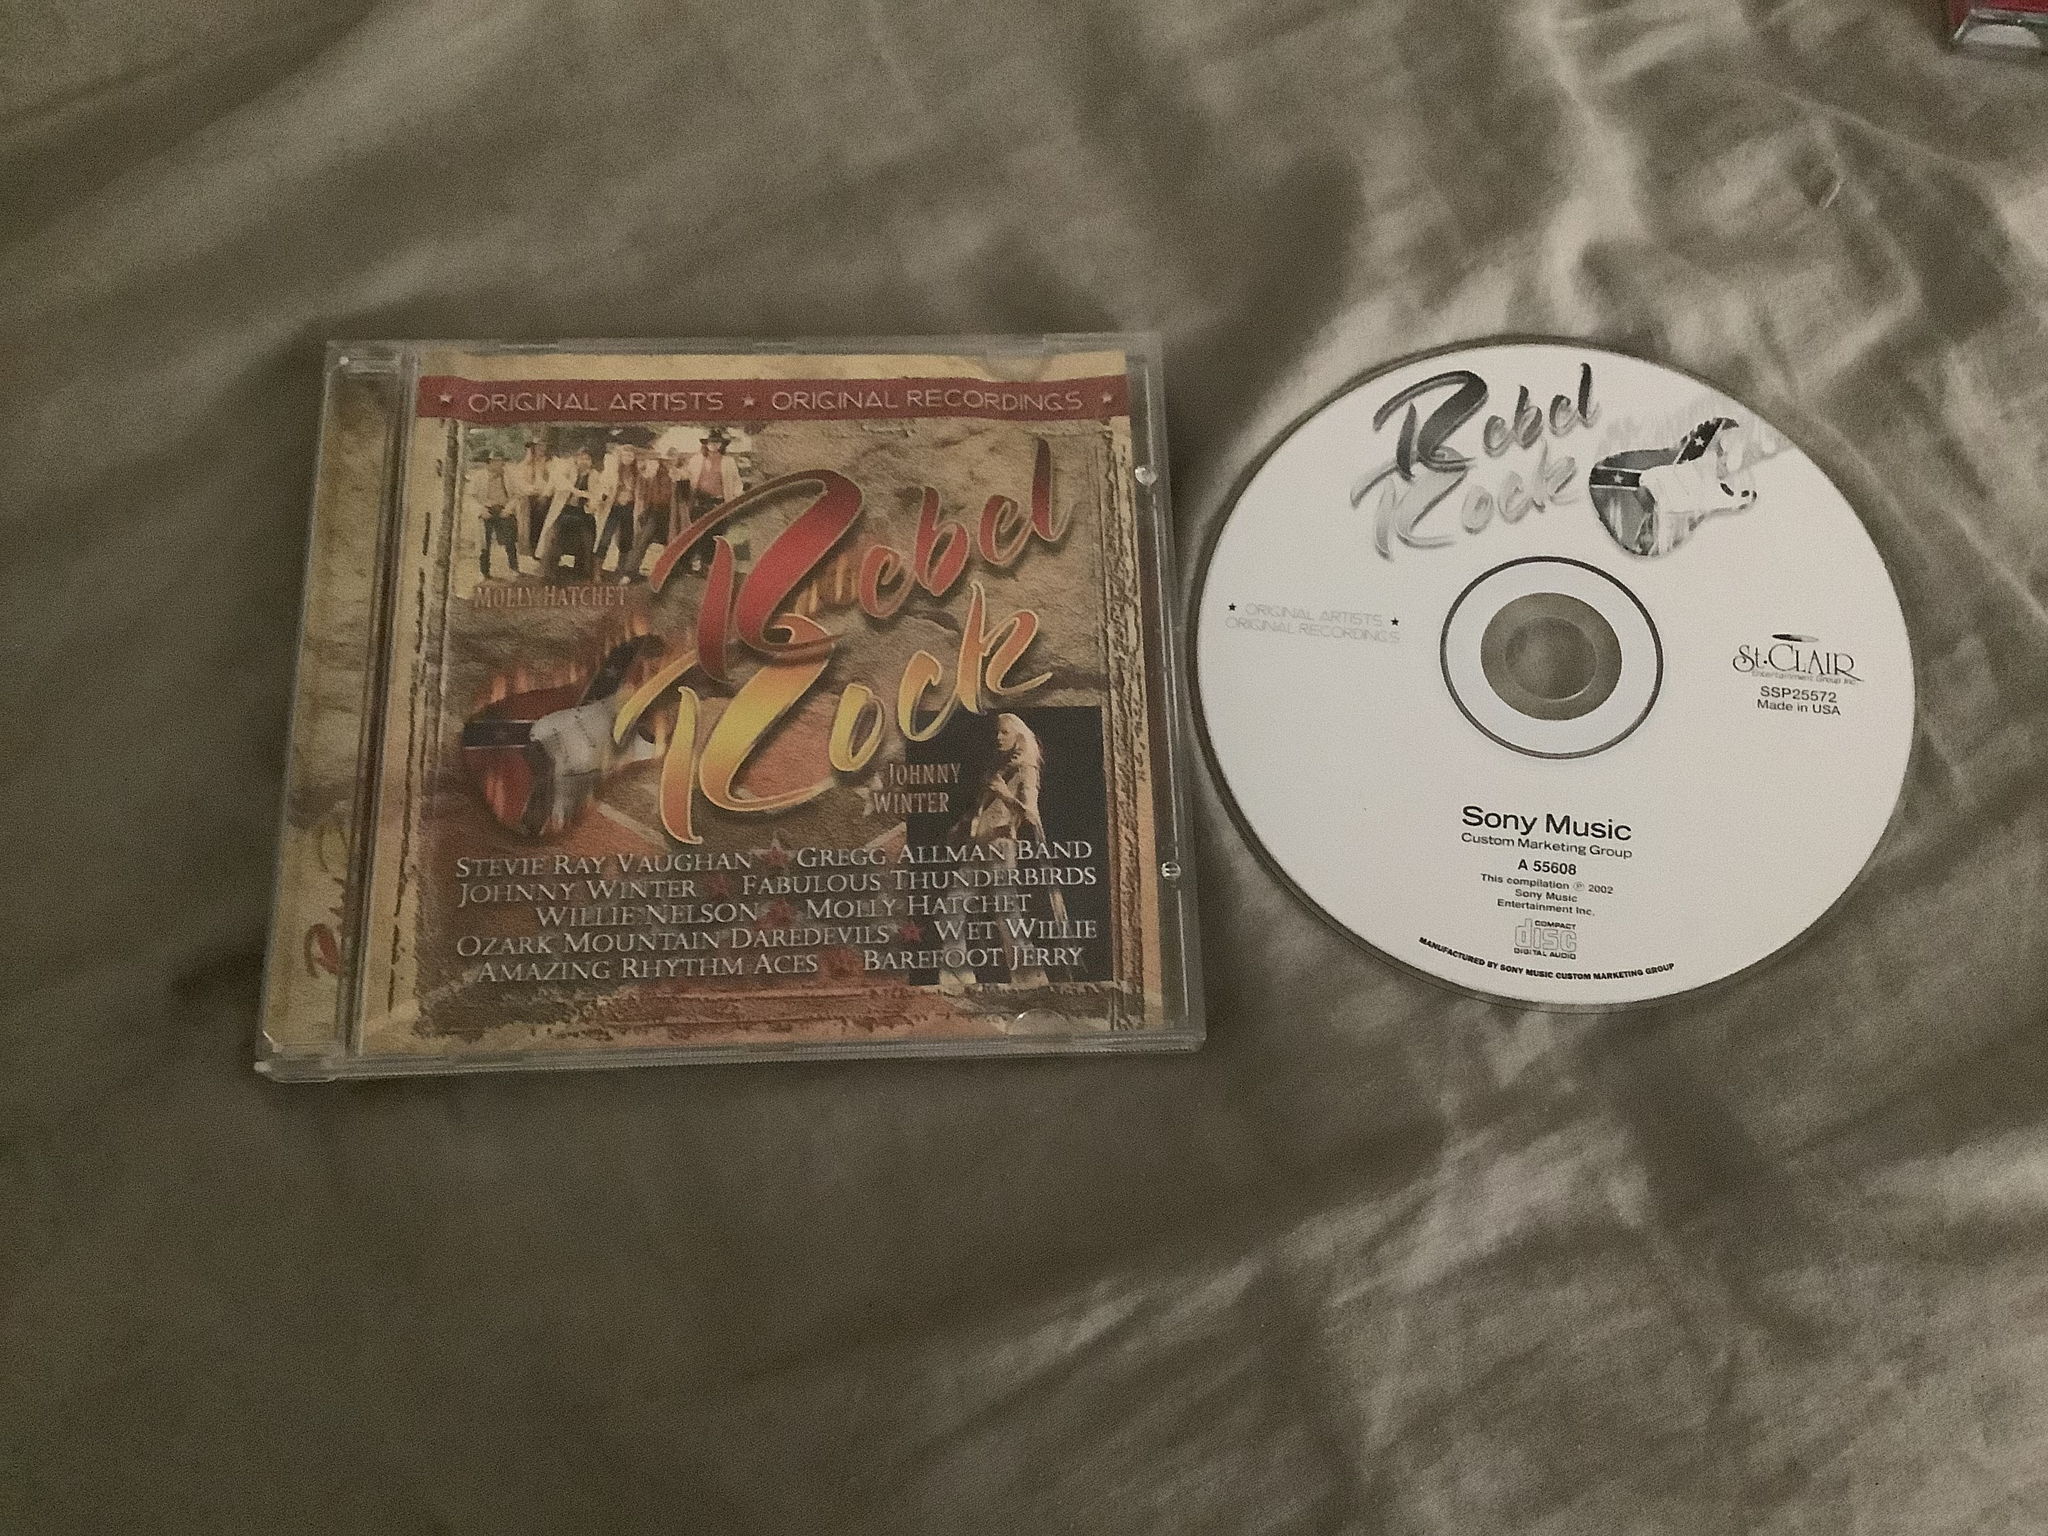 ★ ORIGINAL ARTISTS ★ ORIGINAL RECORDINGS ★
Rebel
Rock
MOLLY HATCHET
JOHNNY
WINTER
STEVIE RAY VAUGHAN ★ GREGG ALLMAN BAND
JOHNNY WINTER ★ FABULOUS THUNDERBIRDS
WILLIE NELSON ★ MOLLY HATCHET
OZARK MOUNTAIN DAREDEVILS ★ WET WILLIE
AMAZING RHYTHM ACES ★ BAREFOOT JERRY
Rebel
Rock
★ ORIGINAL ARTISTS ★
ORIGINAL RECORDINGS
St. CLAIR
Entertainment Group Inc.
SSP25572
Made in USA
Sony Music
Custom Marketing Group
A 55608
This compilation ℗ 2002
Sony Music
Entertainment Inc.
COMPACT
disc
DIGITAL AUDIO
MANUFACTURED BY SONY MUSIC CUSTOM MARKETING GROUP